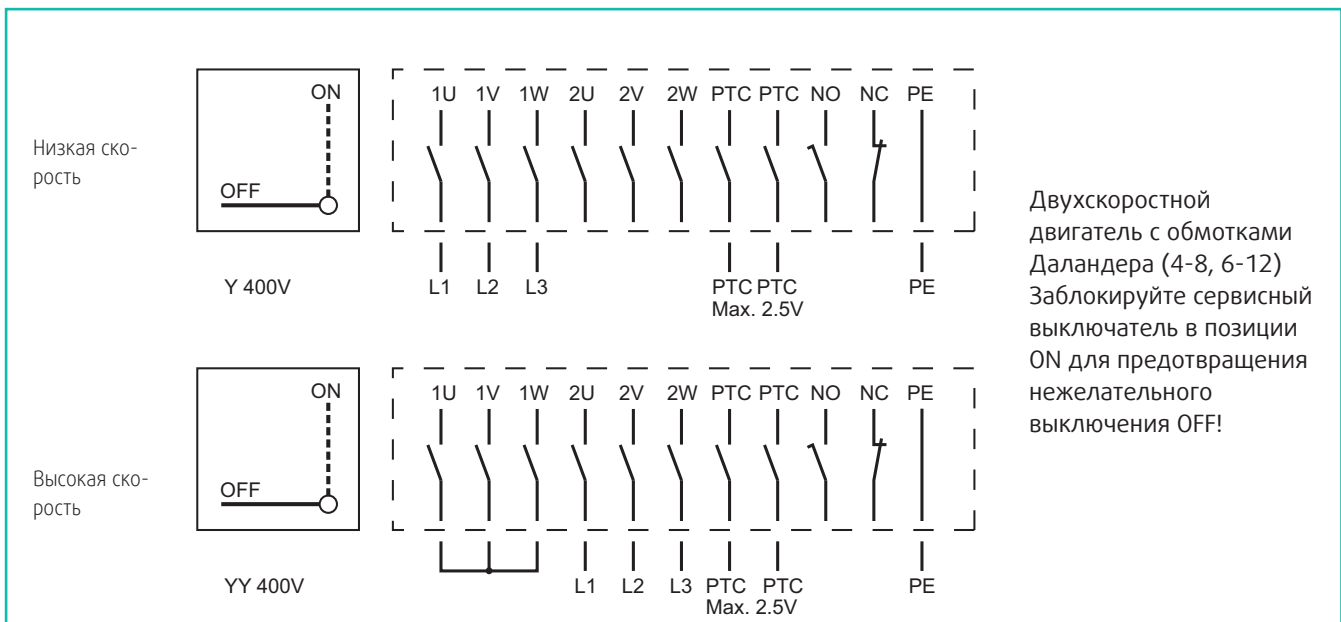 ON
1U 1V 1W 2U 2V 2W PTC PTC NO NC PE
Низкая ско-
рость
OFF
Y 400V
L1 L2 L3 PTC PTC PE
Max. 2.5V
Двухскоростной
двигатель с обмотками
Даландера (4-8, 6-12)
Заблокируйте сервисный
выключатель в позиции
ON для предотвращения
нежелательного
выключения OFF!
ON
1U 1V 1W 2U 2V 2W PTC PTC NO NC PE
Высокая ско-
рость
OFF
YY 400V
L1 L2 L3 PTC PTC PE
Max. 2.5V